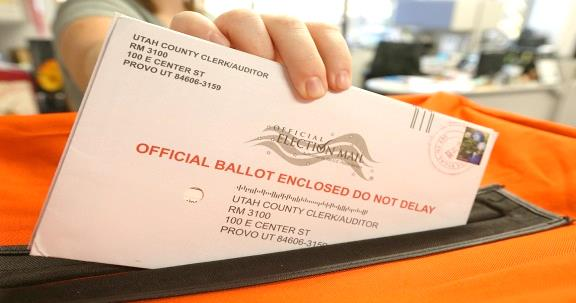 UTAH COUNTY CLERK/AUDITOR
RM 3100
100 E CENTER ST
PROVO UT 84606-3159
OFFICIAL
ELECTION MAIL
OFFICIAL BALLOT ENCLOSED DO NOT DELAY
UTAH COUNTY CLERK/AUDITOR
RM 3100
100 E CENTER ST
PROVO UT 84606-3159